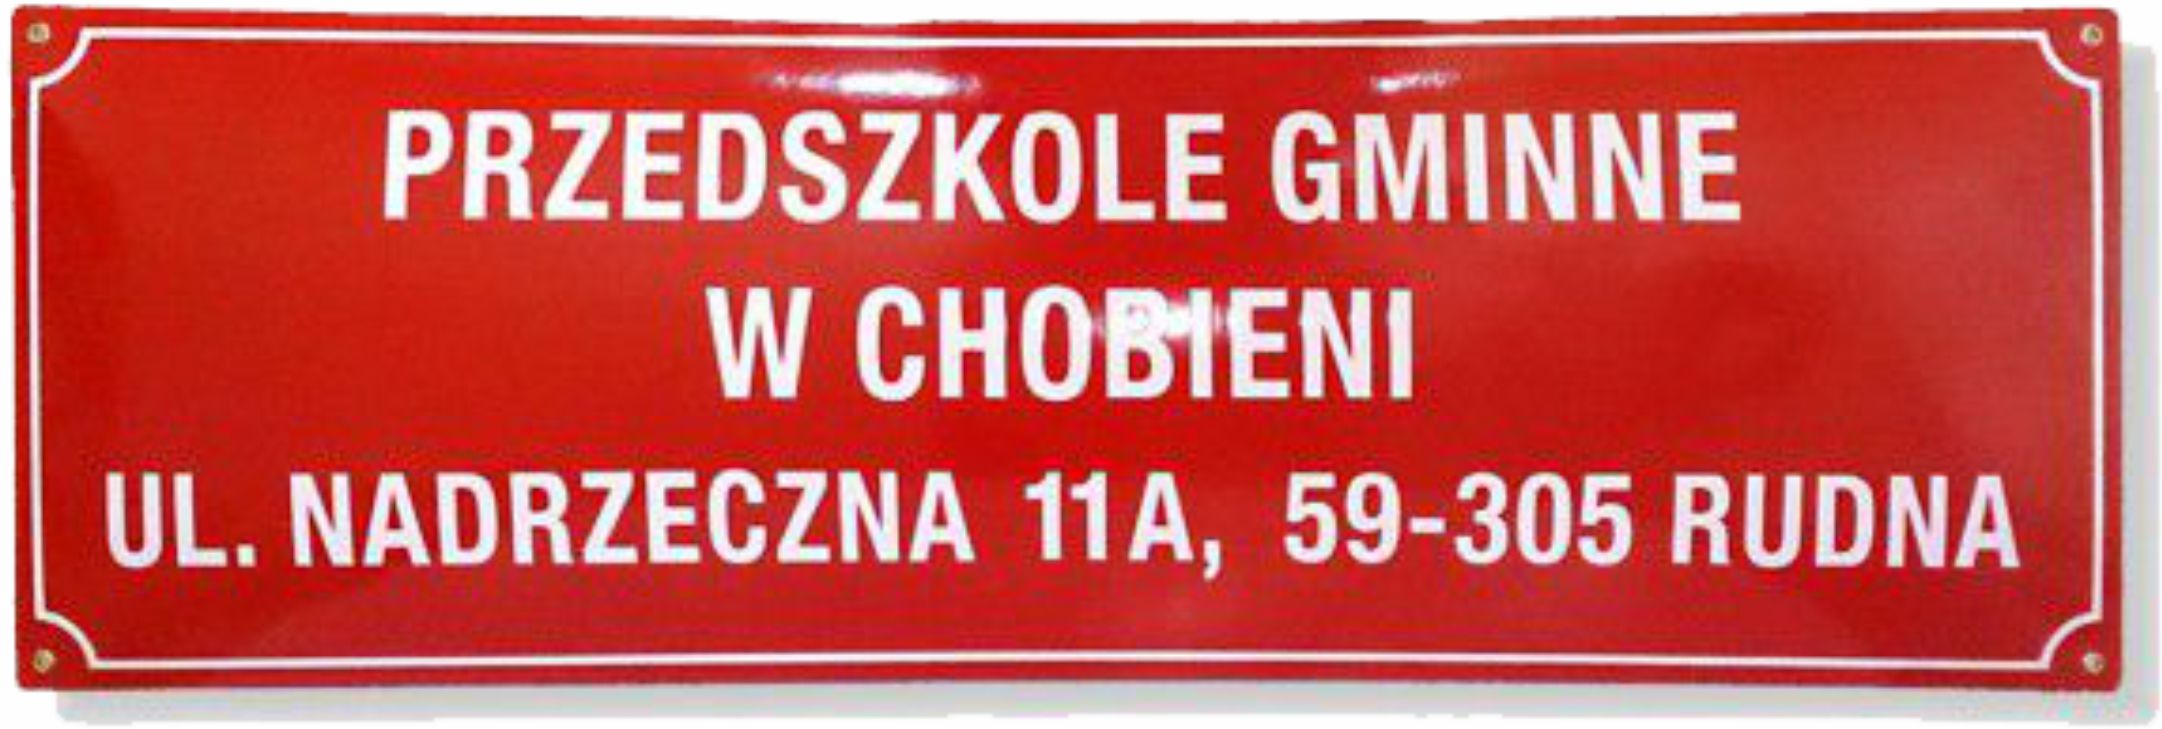 PRZEDSZKOLE GMINNE
W CHOBIENI
UL. NADRZECZNA 11A, 59-305 RUDNA